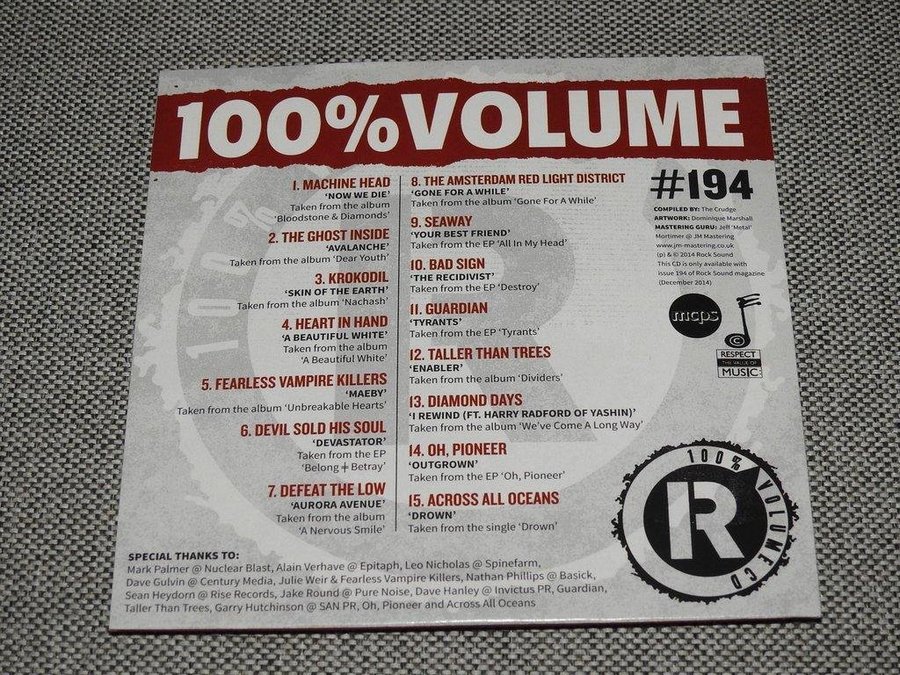 100%VOLUME
1. MACHINE HEAD
'NOW WE DIE'
Taken from the album
'Bloodstone & Diamonds'
2. THE GHOST INSIDE
'AVALANCHE'
Taken from the album 'Dear Youth'
3. KROKODIL
'SKIN OF THE EARTH'
Taken from the album 'Nachash'
4. HEART IN HAND
'A BEAUTIFUL WHITE'
Taken from the album
'A Beautiful White'
5. FEARLESS VAMPIRE KILLERS
'MAEBY'
Taken from the album 'Unbreakable Hearts'
6. DEVIL SOLD HIS SOUL
'DEVASTATOR'
Taken from the EP
'Belong ╪ Betray'
7. DEFEAT THE LOW
'AURORA AVENUE'
Taken from the album
'A Nervous Smile'
8. THE AMSTERDAM RED LIGHT DISTRICT
'GONE FOR A WHILE'
Taken from the album 'Gone For A While'
9. SEAWAY
'YOUR BEST FRIEND'
Taken from the EP 'All In My Head'
10. BAD SIGN
'THE RECIDIVIST'
Taken from the EP 'Destroy'
11. GUARDIAN
'TYRANTS'
Taken from the EP 'Tyrants'
12. TALLER THAN TREES
'ENABLER'
Taken from the album 'Dividers'
13. DIAMOND DAYS
'I REWIND (FT. HARRY RADFORD OF YASHIN)'
Taken from the album 'We've Come A Long Way'
14. OH, PIONEER
'OUTGROWN'
Taken from the EP 'Oh, Pioneer'
15. ACROSS ALL OCEANS
'DROWN'
Taken from the single 'Drown'
#194
COMPILED BY: The Crudge
ARTWORK: Dominique Marshall
MASTERING GURU: Jeff 'Metal'
Mortimer @ JM Mastering
www.jm-mastering.co.uk
(p) & © 2014 Rock Sound
This CD is only available with
issue 194 of Rock Sound magazine
(December 2014)
mcps
©
RESPECT
THE VALUE OF
MUSIC
100% VOLUME CD
R
SPECIAL THANKS TO:
Mark Palmer @ Nuclear Blast, Alain Verhave @ Epitaph, Leo Nicholas @ Spinefarm,
Dave Gulvin @ Century Media, Julie Weir & Fearless Vampire Killers, Nathan Phillips @ Basick,
Sean Heydorn @ Rise Records, Jake Round @ Pure Noise, Dave Hanley @ Invictus PR, Guardian,
Taller Than Trees, Garry Hutchinson @ SAN PR, Oh, Pioneer and Across All Oceans